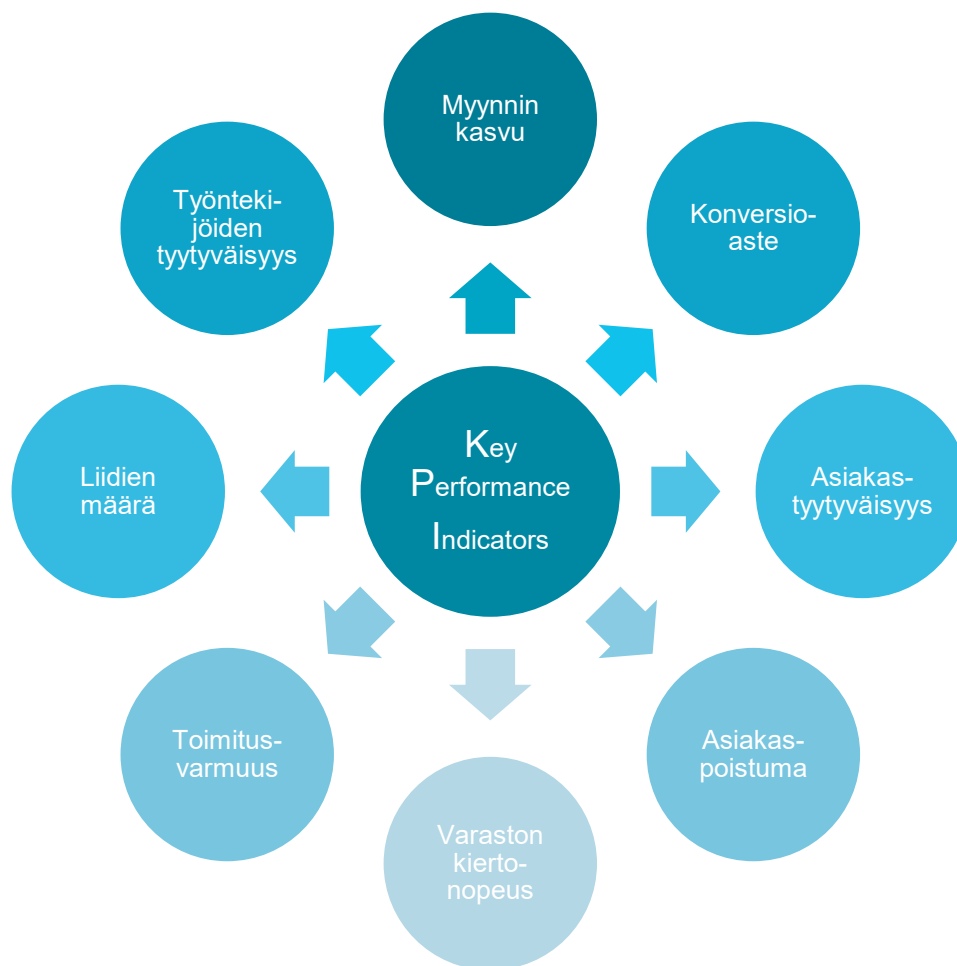 Myynnin
kasvu
Konversio-
aste
Asiakas-
tyytyväisyys
Asiakas-
poistuma
Varaston
kierto-
nopeus
Toimitus-
varmuus
Liidien
määrä
Työnteki-
jöiden
tyytyväisyys
Key
Performance
Indicators